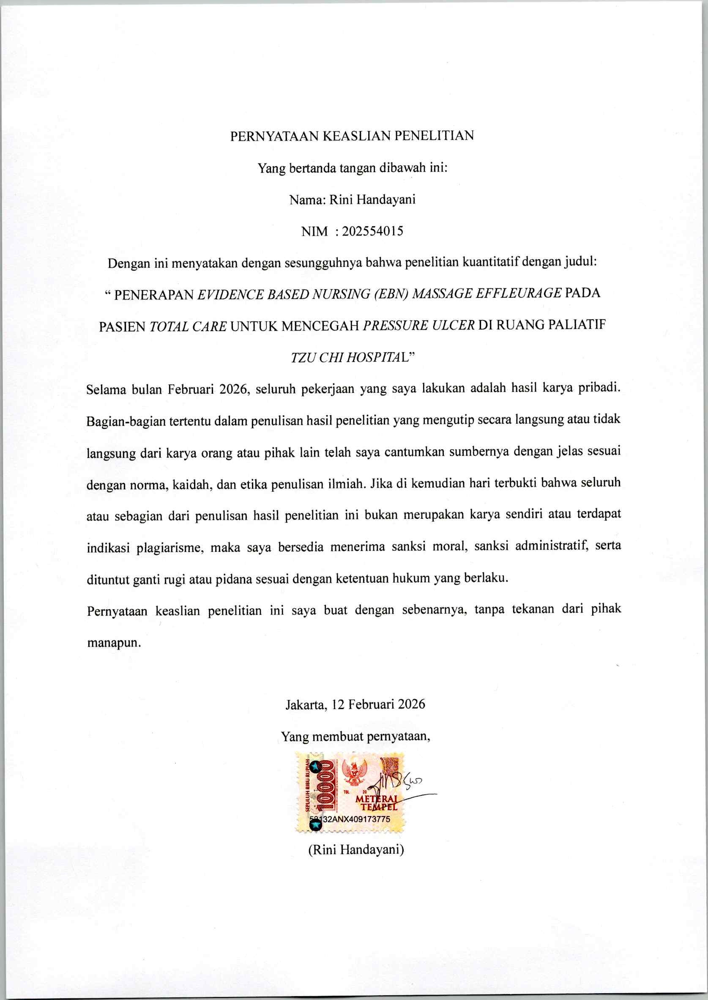 PERNYATAAN KEASLIAN PENELITIAN
Yang bertanda tangan dibawah ini:
Nama: Rini Handayani
NIM : 202554015
Dengan ini menyatakan dengan sesungguhnya bahwa penelitian kuantitatif dengan judul:
“ PENERAPAN EVIDENCE BASED NURSING (EBN) MASSAGE EFFLEURAGE PADA
PASIEN TOTAL CARE UNTUK MENCEGAH PRESSURE ULCER DI RUANG PALIATIF
TZU CHI HOSPITAL”
Selama bulan Februari 2026, seluruh pekerjaan yang saya lakukan adalah hasil karya pribadi.
Bagian-bagian tertentu dalam penulisan hasil penelitian yang mengutip secara langsung atau tidak
langsung dari karya orang atau pihak lain telah saya cantumkan sumbernya dengan jelas sesuai
dengan norma, kaidah, dan etika penulisan ilmiah. Jika di kemudian hari terbukti bahwa seluruh
atau sebagian dari penulisan hasil penelitian ini bukan merupakan karya sendiri atau terdapat
indikasi plagiarisme, maka saya bersedia menerima sanksi moral, sanksi administratif, serta
dituntut ganti rugi atau pidana sesuai dengan ketentuan hukum yang berlaku.
Pernyataan keaslian penelitian ini saya buat dengan sebenarnya, tanpa tekanan dari pihak
manapun.
Jakarta, 12 Februari 2026
Yang membuat pernyataan,
SEPULUH RIBU RUPIAH
10000
TGL. 20
METERAI
TEMPEL
(Rini Handayani)